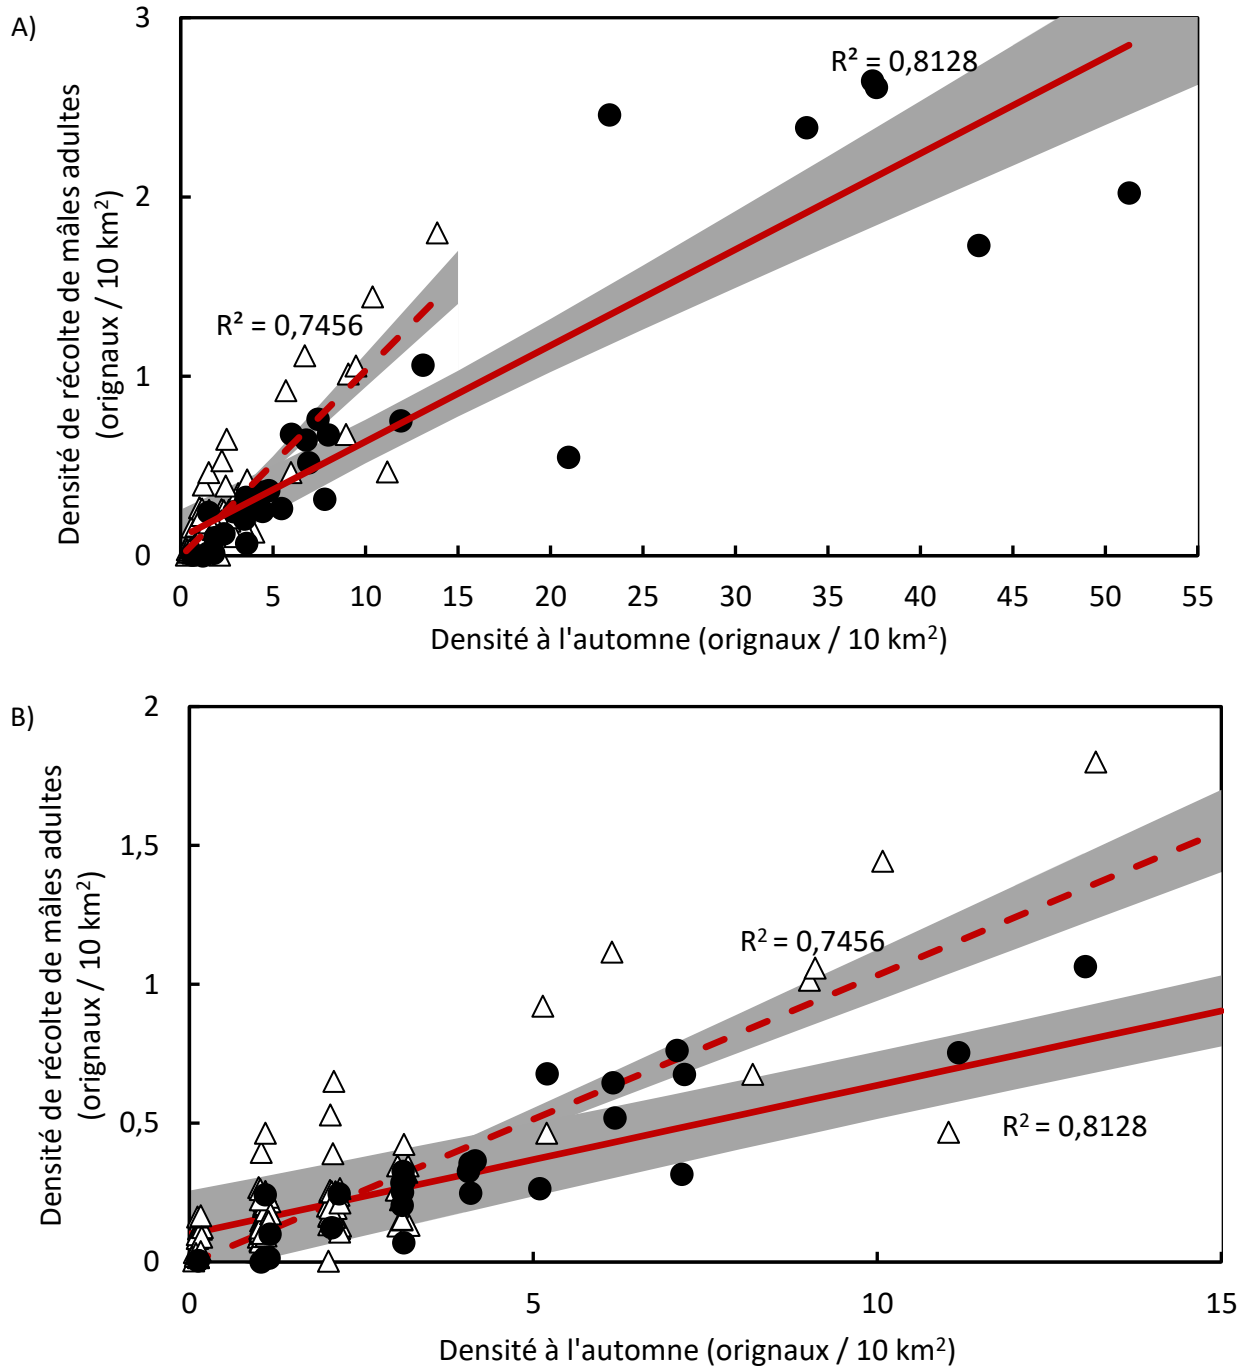 A)
Densité de récolte de mâles adultes
(orignaux / 10 km²)
3
2
1
0
R² = 0,8128
R² = 0,7456
0 5 10 15 20 25 30 35 40 45 50 55
Densité à l'automne (orignaux / 10 km²)
B)
Densité de récolte de mâles adultes
(orignaux / 10 km²)
2
1,5
1
0,5
0
R² = 0,7456
R² = 0,8128
0 5 10 15
Densité à l'automne (orignaux / 10 km²)